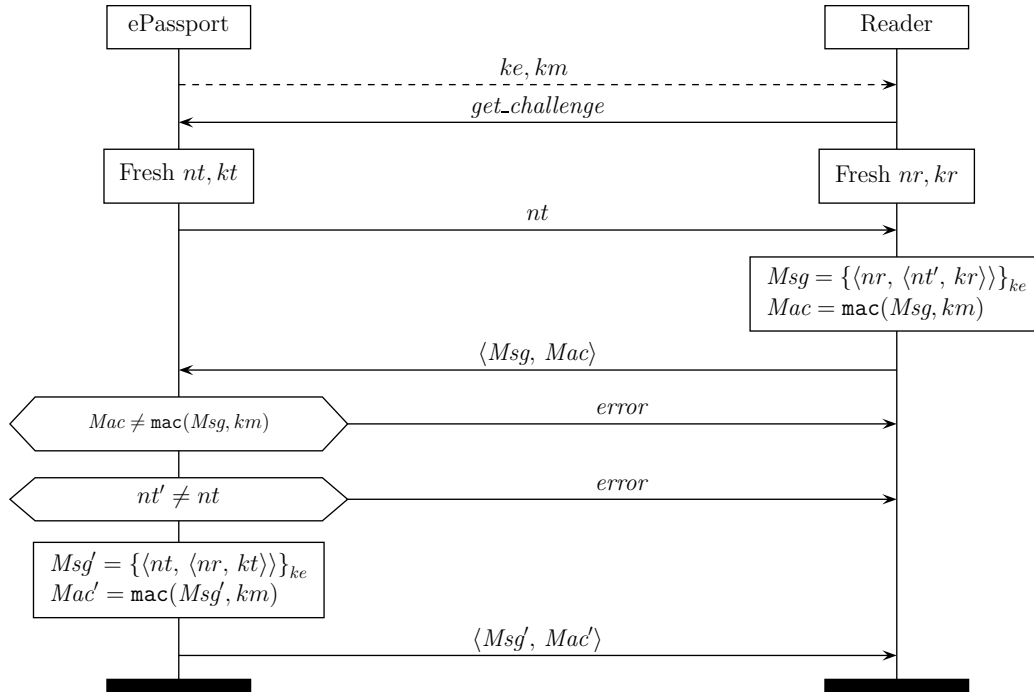 ePassport
Reader
ke, km
get_challenge
Fresh nt, kt
Fresh nr, kr
nt
Msg = {⟨nr, ⟨nt′, kr⟩⟩}ke
Mac = mac(Msg, km)
⟨Msg, Mac⟩
Mac ≠ mac(Msg, km)
error
nt′ ≠ nt
error
Msg′ = {⟨nt, ⟨nr, kt⟩⟩}ke
Mac′ = mac(Msg′, km)
⟨Msg′, Mac′⟩